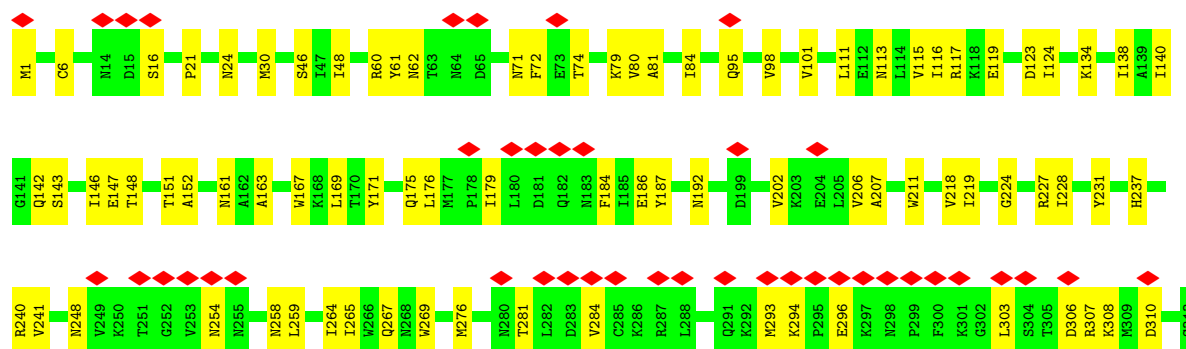 M1 C6 N14 D15 S16 P21 N24 M30 S46 I47 I48 R60 Y61 N62 T63 N64 D65 N71 F72 E73 T74 K79 V80 A81 I84 Q95 V98 V101 L111 E112 N113 L114 V115 I116 R117 K118 E119 D123 I124 K134 I138 A139 I140
G141 Q142 S143 I146 E147 T148 T151 A152 N161 A162 A163 W167 K168 L169 T170 Y171 Q175 L176 M177 P178 I179 L180 D181 Q182 N183 F184 I185 E186 Y187 N192 D199 V202 K203 E204 L205 V206 A207 W211 V218 I219 G224 R227 I228 Y231 H237
R240 V241 N248 V249 K250 T251 G252 V253 N254 N255 N258 L259 I264 I265 W266 Q267 N268 W269 M276 N280 T281 L282 D283 V284 C285 K286 R287 L288 Q291 K292 M293 K294 P295 E296 K297 N298 P299 F300 K301 G302 L303 S304 T305 D306 R307 K308 M309 D310